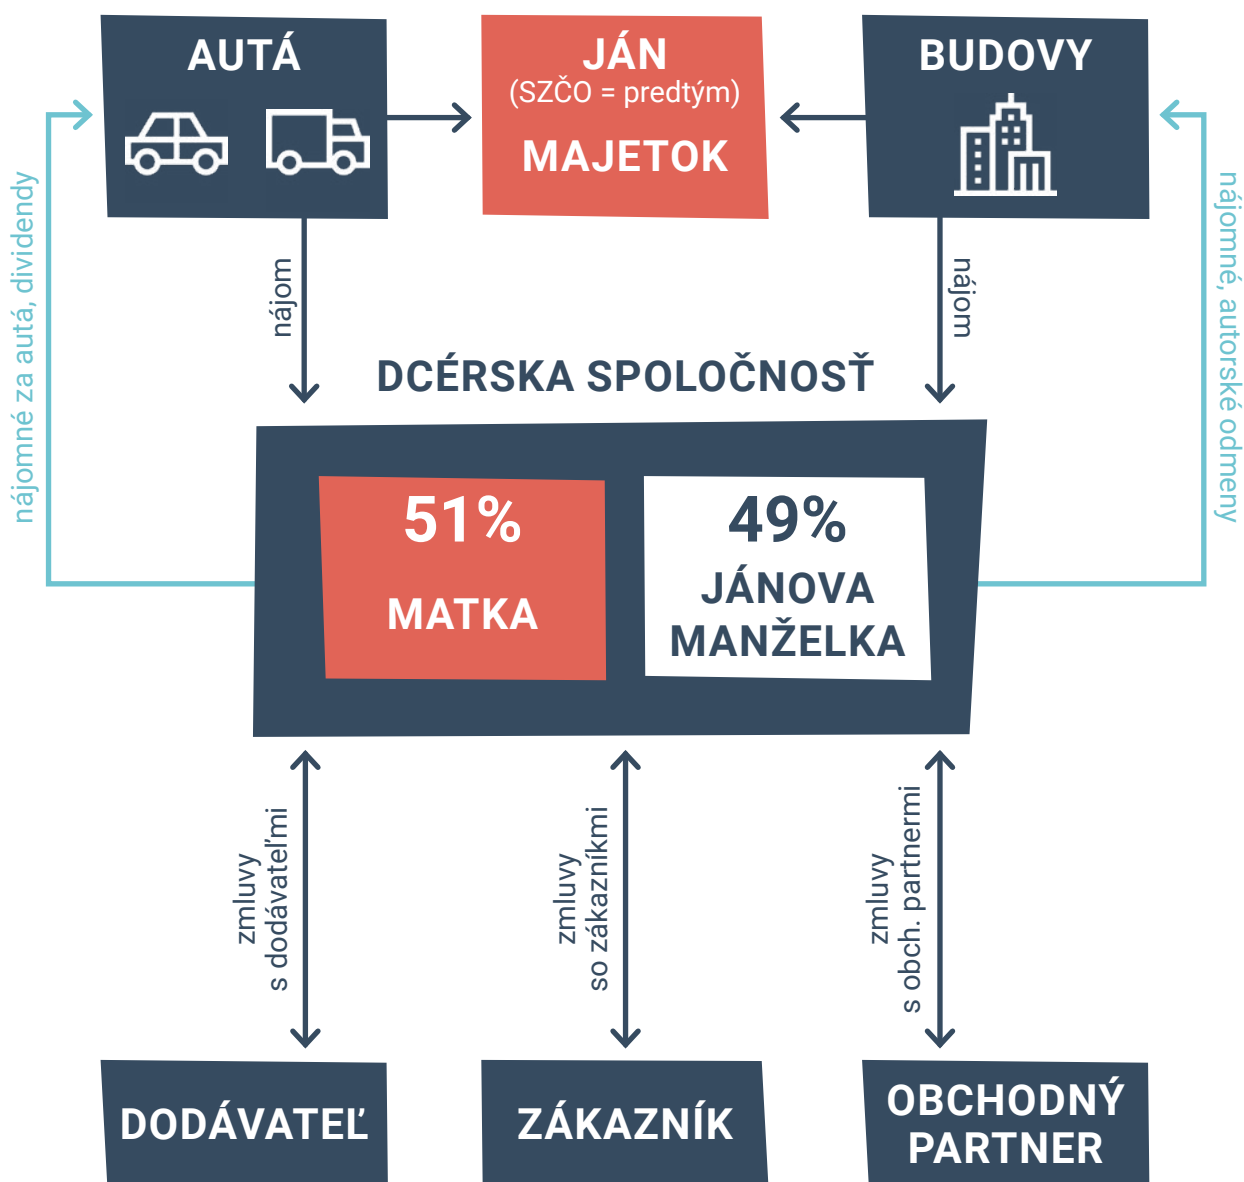 AUTÁ
JÁN
(SZČO = predtým)
MAJETOK
BUDOVY
nájomné za autá, dividendy
nájom
nájom
nájomné, autorské odmeny
DCÉRSKA SPOLOČNOSŤ
51%
MATKA
49%
JÁNOVA
MANŽELKA
zmluvy
s dodávateľmi
zmluvy
so zákazníkmi
zmluvy
s obch. partnermi
DODÁVATEĽ
ZÁKAZNÍK
OBCHODNÝ
PARTNER